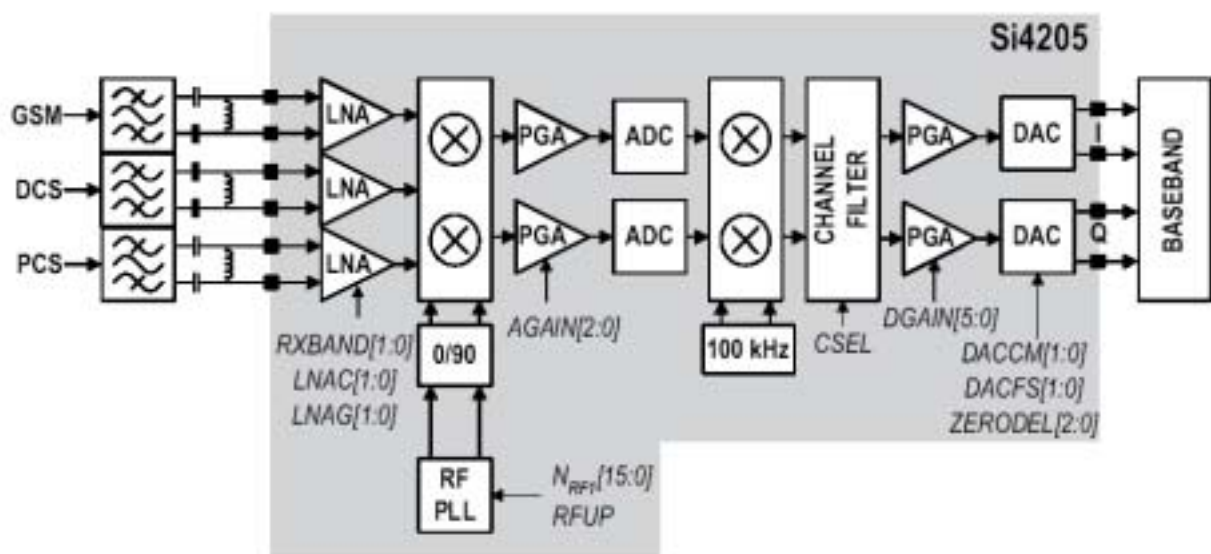 Si4205
GSM
DCS
PCS
LNA
LNA
LNA
PGA
PGA
ADC
ADC
CHANNEL
FILTER
PGA
PGA
DAC
DAC
I
Q
BASEBAND
RXBAND[1:0]
LNAC[1:0]
LNAG[1:0]
0/90
AGAIN[2:0]
100 kHz
CSEL
DGAIN[5:0]
DACCM[1:0]
DACFS[1:0]
ZERODEL[2:0]
RF
PLL
NRF1[15:0]
RFUP